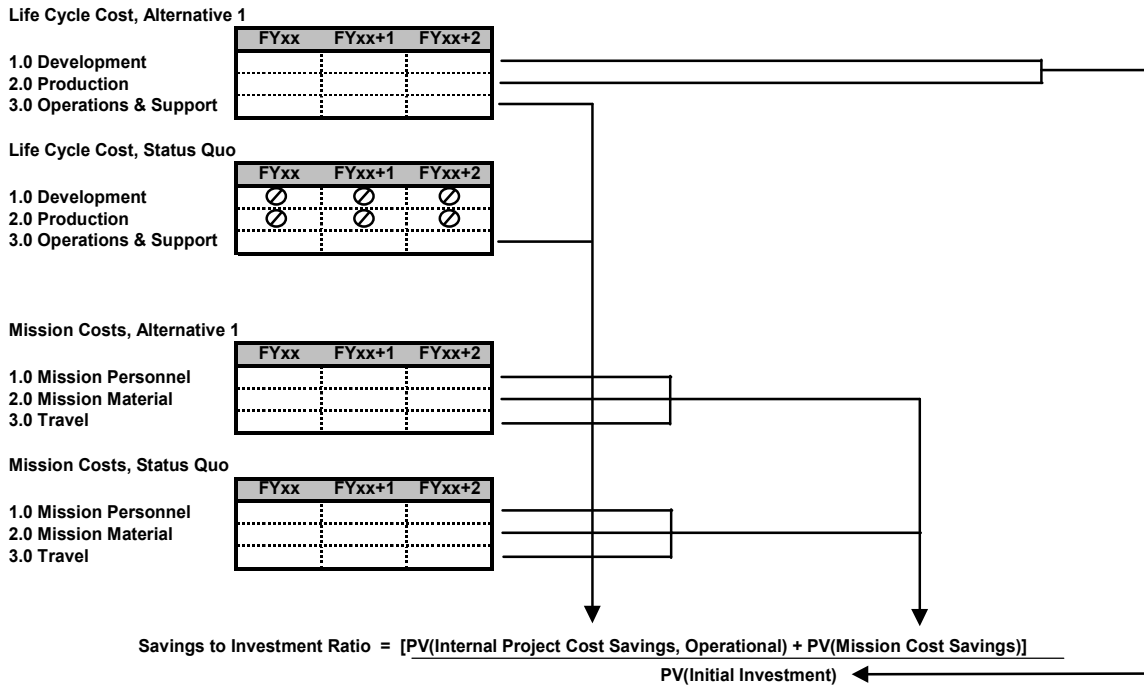 Life Cycle Cost, Alternative 1
FYxx FYxx+1 FYxx+2
1.0 Development
2.0 Production
3.0 Operations & Support
Life Cycle Cost, Status Quo
FYxx FYxx+1 FYxx+2
1.0 Development
2.0 Production
3.0 Operations & Support
Mission Costs, Alternative 1
FYxx FYxx+1 FYxx+2
1.0 Mission Personnel
2.0 Mission Material
3.0 Travel
Mission Costs, Status Quo
FYxx FYxx+1 FYxx+2
1.0 Mission Personnel
2.0 Mission Material
3.0 Travel
Savings to Investment Ratio = [PV(Internal Project Cost Savings, Operational) + PV(Mission Cost Savings)]
PV(Initial Investment)